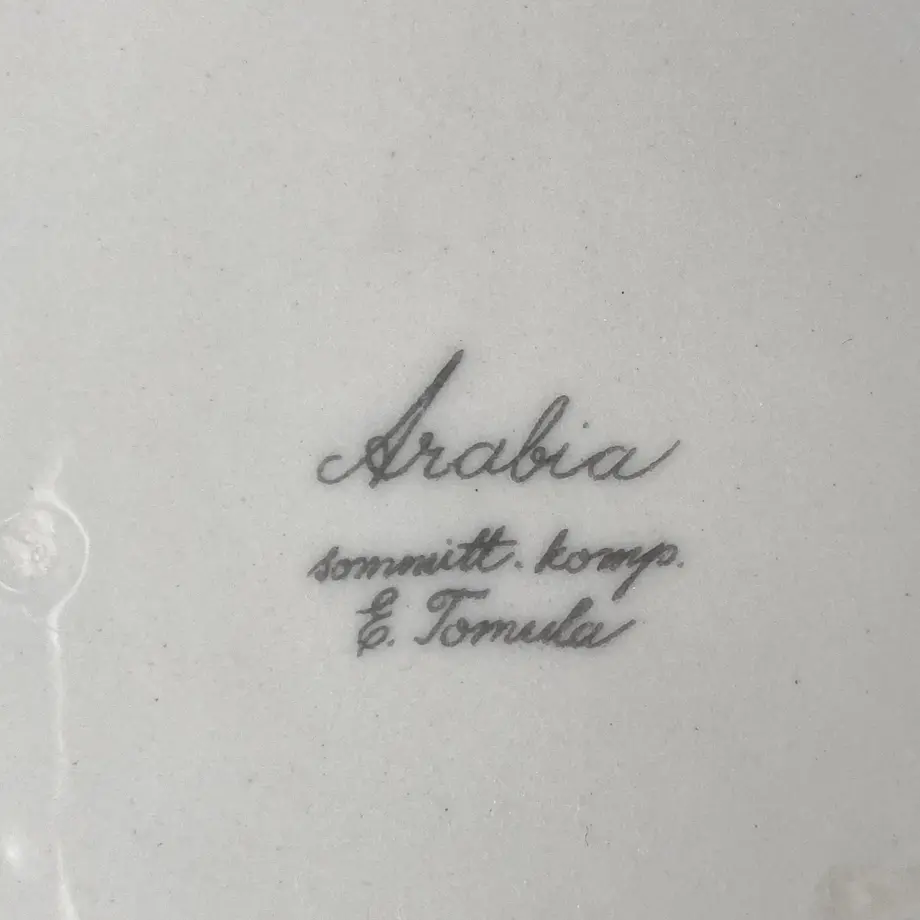 Arabia
sommitt. komp.
E. Tomula